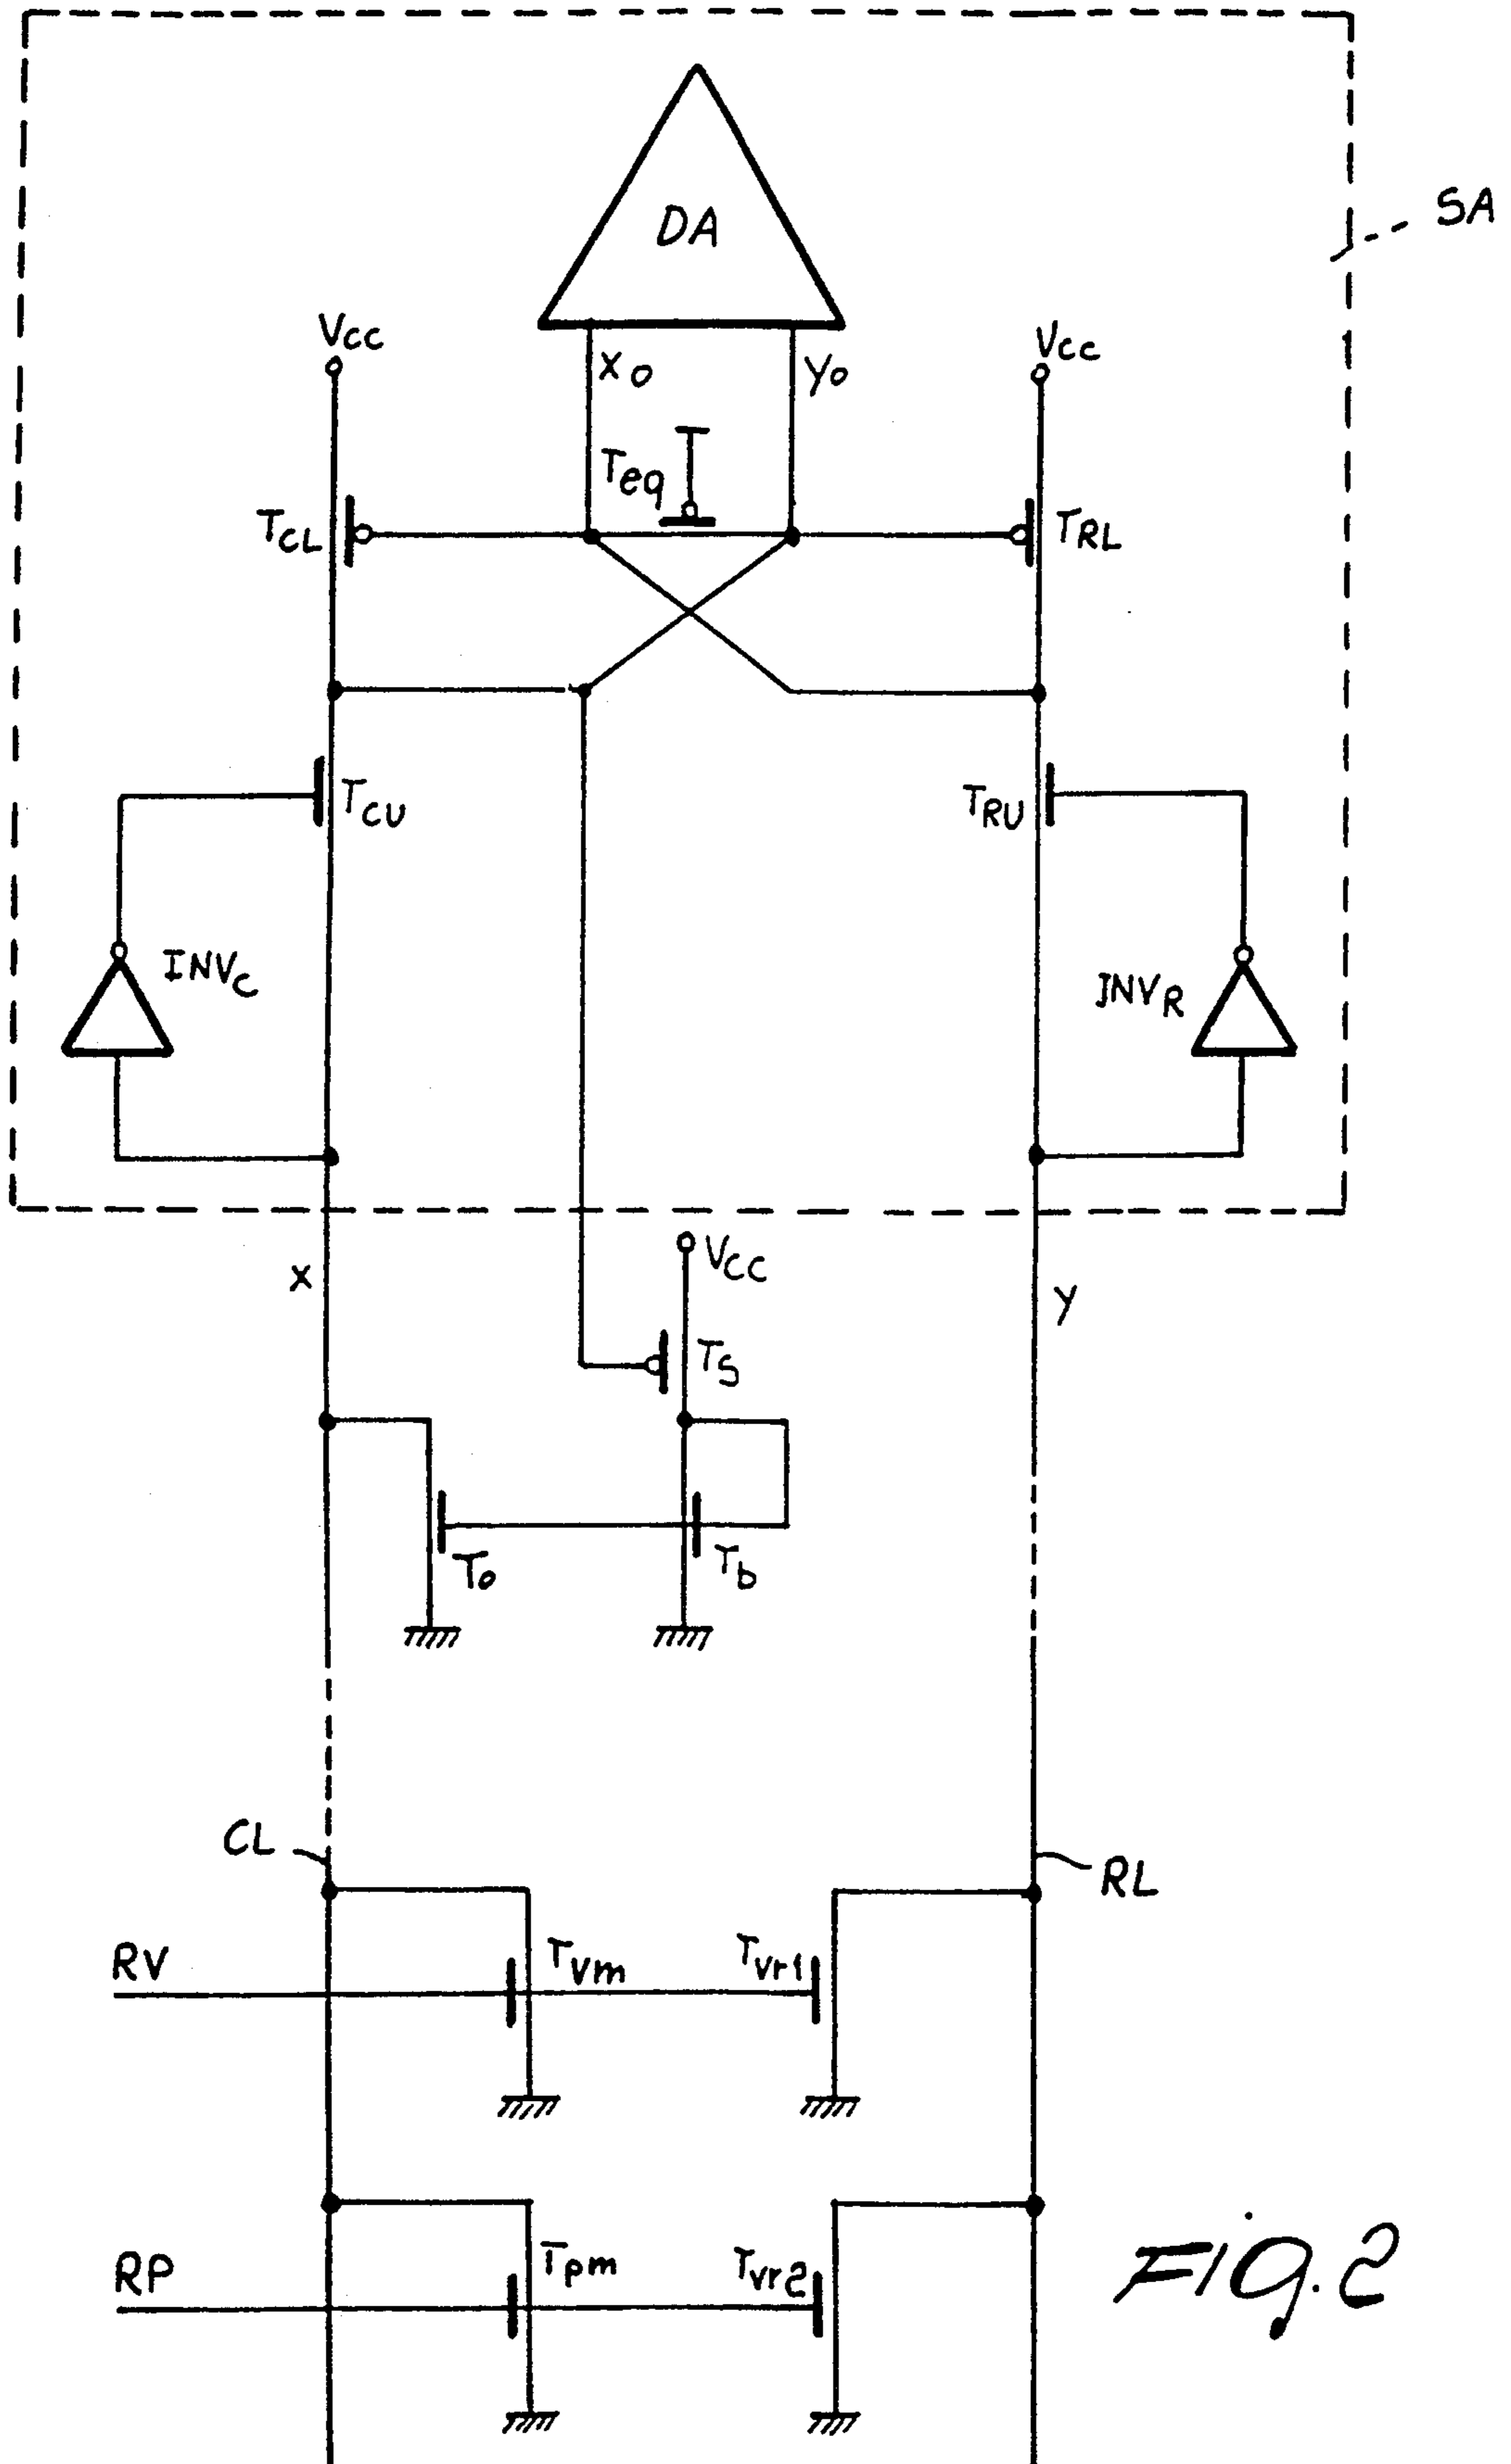 SA
DA
Vcc
Vcc
xo
yo
Teq
TCL
TRL
TCU
TRU
INVC
INVR
x
VCC
y
TS
To
Tb
CL
RL
RV
Tvm
Tvr1
RP
Tpm
Tvr2
FIG.2